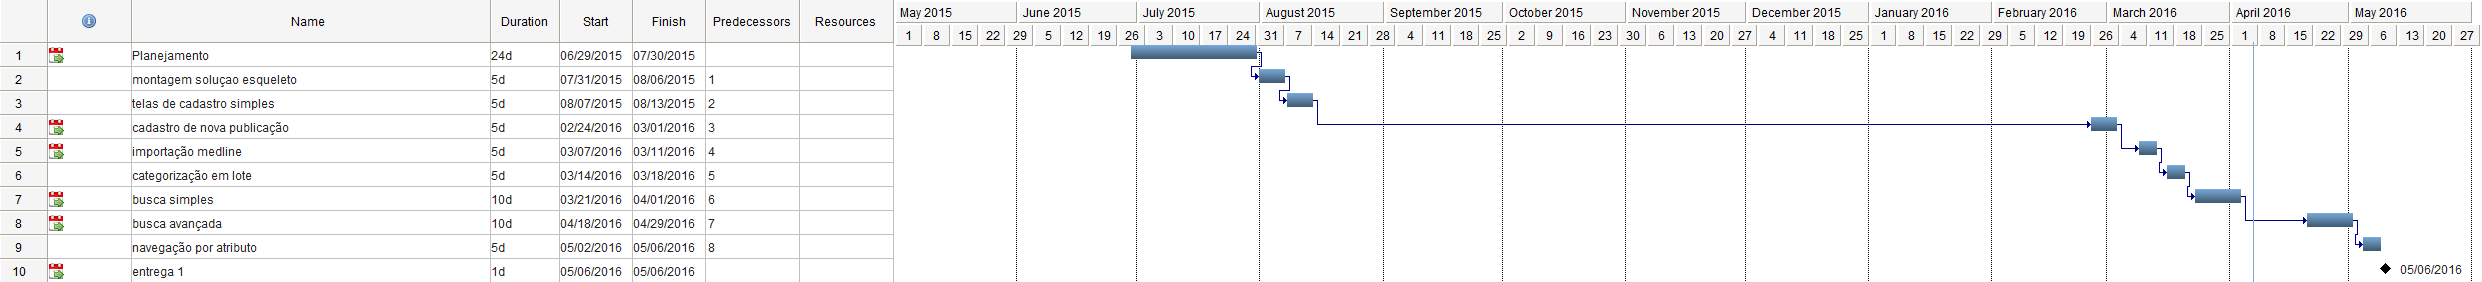 Name Duration Start Finish Predecessors Resources
May 2015 June 2015 July 2015 August 2015 September 2015 October 2015 November 2015 December 2015 January 2016 February 2016 March 2016 April 2016 May 2016
1 8 15 22 29 5 12 19 26 3 10 17 24 31 7 14 21 28 4 11 18 25 2 9 16 23 30 6 13 20 27 4 11 18 25 1 8 15 22 29 5 12 19 26 4 11 18 25 1 8 15 22 29 6 13 20 27
1 Planejamento 24d 06/29/2015 07/30/2015
2 montagem soluçao esqueleto 5d 07/31/2015 08/06/2015 1
3 telas de cadastro simples 5d 08/07/2015 08/13/2015 2
4 cadastro de nova publicação 5d 02/24/2016 03/01/2016 3
5 importação medline 5d 03/07/2016 03/11/2016 4
6 categorização em lote 5d 03/14/2016 03/18/2016 5
7 busca simples 10d 03/21/2016 04/01/2016 6
8 busca avançada 10d 04/18/2016 04/29/2016 7
9 navegação por atributo 5d 05/02/2016 05/06/2016 8
10 entrega 1 1d 05/06/2016 05/06/2016 05/06/2016